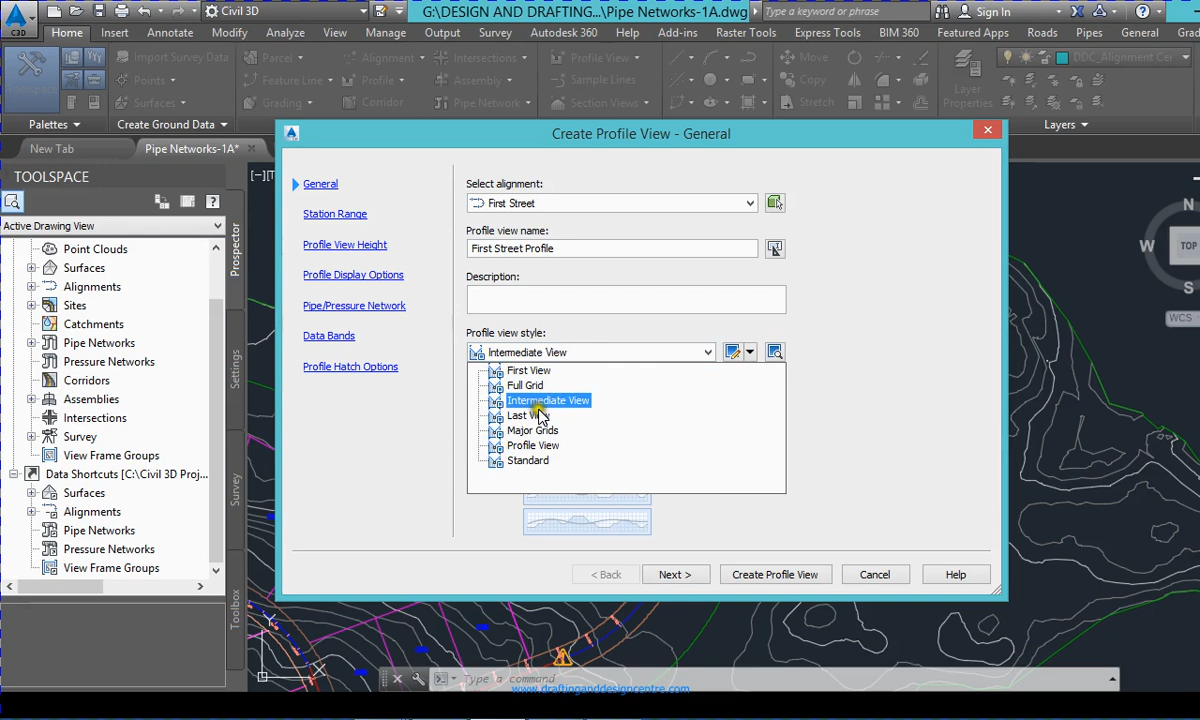 Civil 3D
G:\DESIGN AND DRAFTING...\Pipe Networks-1A.dwg
Type a keyword or phrase
Sign In
C3D
Home
Insert
Annotate
Modify
Analyze
View
Manage
Output
Survey
Autodesk 360
Help
Add-ins
Raster Tools
Express Tools
BIM 360
Featured Apps
Roads
Pipes
General
Grad
Import Survey Data
Parcel
Alignment
Intersections
Profile View
Move
DDC_Alignment Cer
Toolspace
Points
Feature Line
Profile
Assembly
Sample Lines
Copy
Surfaces
Grading
Corridor
Pipe Network
Section Views
Stretch
Layer
Properties
Palettes
Create Ground Data
Layers
New Tab
Pipe Networks-1A*
TOOLSPACE
Active Drawing View
Point Clouds
Surfaces
Alignments
Sites
Catchments
Pipe Networks
Pressure Networks
Corridors
Assemblies
Intersections
Survey
View Frame Groups
Data Shortcuts [C:\Civil 3D Proj...
Surfaces
Alignments
Pipe Networks
Pressure Networks
View Frame Groups
Prospector
Settings
Survey
Toolbox
[−][T
Create Profile View - General
General
Station Range
Profile View Height
Profile Display Options
Pipe/Pressure Network
Data Bands
Profile Hatch Options
Select alignment:
First Street
Profile view name:
First Street Profile
Description:
Profile view style:
Intermediate View
First View
Full Grid
Intermediate View
Last View
Major Grids
Profile View
Standard
< Back
Next >
Create Profile View
Cancel
Help
N
W
TOP
S
WCS
Y
X
Type a command
www.draftinganddesigncentre.com